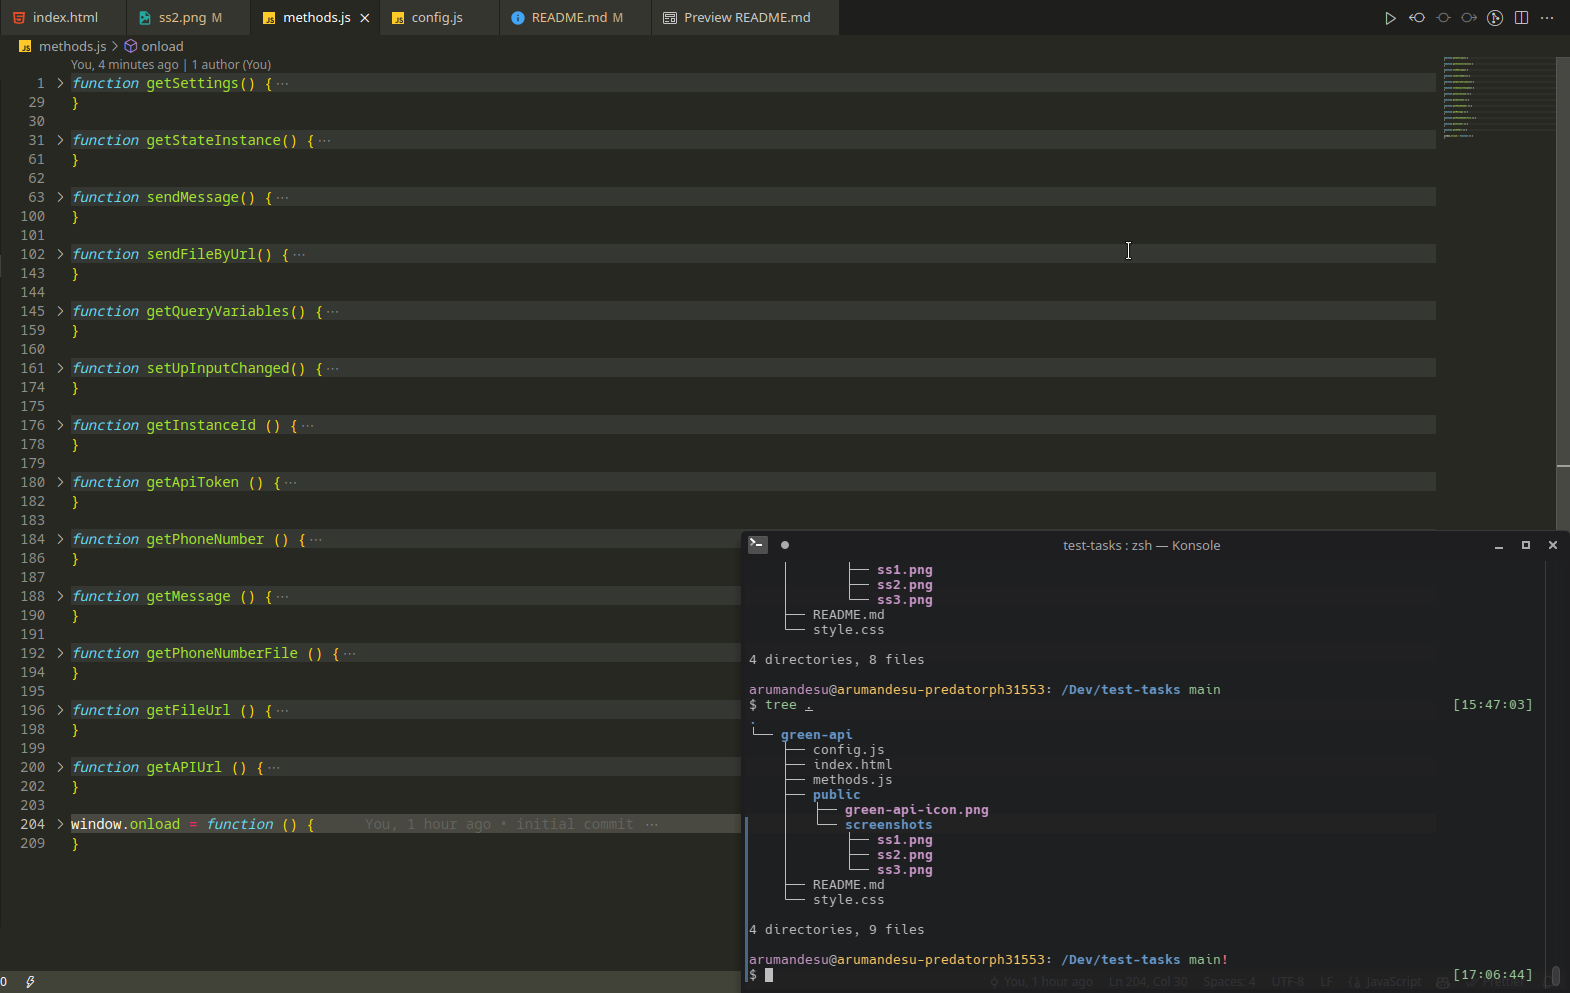 index.html ss2.png M methods.js config.js README.md M Preview README.md
methods.js > onload
You, 4 minutes ago | 1 author (You)
1 function getSettings() { ···
29 }
30
31 function getStateInstance() { ···
61 }
62
63 function sendMessage() { ···
100 }
101
102 function sendFileByUrl() { ···
143 }
144
145 function getQueryVariables() { ···
159 }
160
161 function setUpInputChanged() { ···
174 }
175
176 function getInstanceId () { ···
178 }
179
180 function getApiToken () { ···
182 }
183
184 function getPhoneNumber () { ···
186 }
187
188 function getMessage () { ···
190 }
191
192 function getPhoneNumberFile () { ···
194 }
195
196 function getFileUrl () { ···
198 }
199
200 function getAPIUrl () { ···
202 }
203
204 window.onload = function () { You, 1 hour ago • initial commit ···
209 }
0
test-tasks : zsh — Konsole
├── ss1.png
├── ss2.png
└── ss3.png
├── README.md
└── style.css
4 directories, 8 files
arumandesu@arumandesu-predatorph31553: /Dev/test-tasks main
$ tree . [15:47:03]
.
└── green-api
├── config.js
├── index.html
├── methods.js
├── public
├── green-api-icon.png
└── screenshots
├── ss1.png
├── ss2.png
└── ss3.png
├── README.md
└── style.css
4 directories, 9 files
arumandesu@arumandesu-predatorph31553: /Dev/test-tasks main!
$ [17:06:44]
You, 1 hour ago Ln 204, Col 30 Spaces: 4 UTF-8 LF JavaScript Prettier